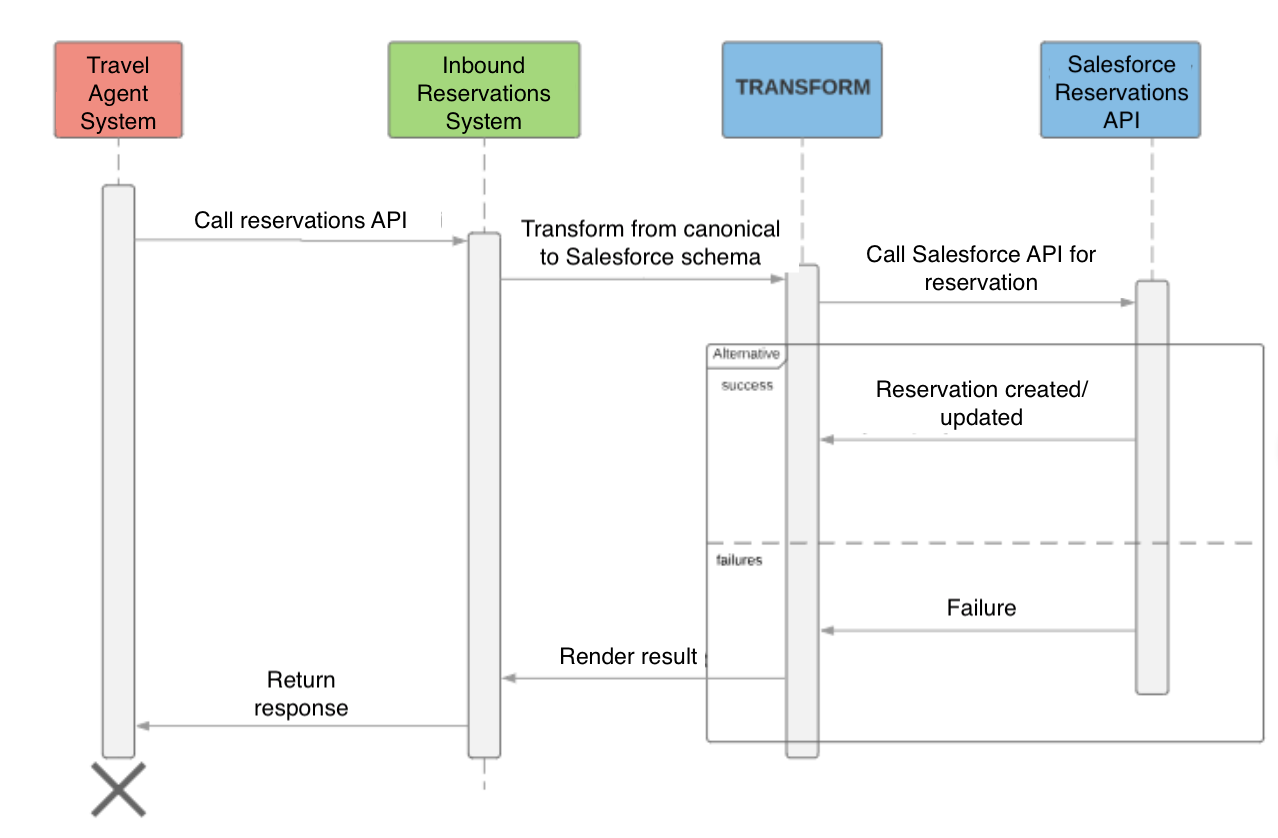 Travel
Agent
System
Inbound
Reservations
System
TRANSFORM
Salesforce
Reservations
API
Call reservations API
Transform from canonical
to Salesforce schema
Call Salesforce API for
reservation
Alternative
success
Reservation created/
updated
failures
Failure
Render result
Return
response